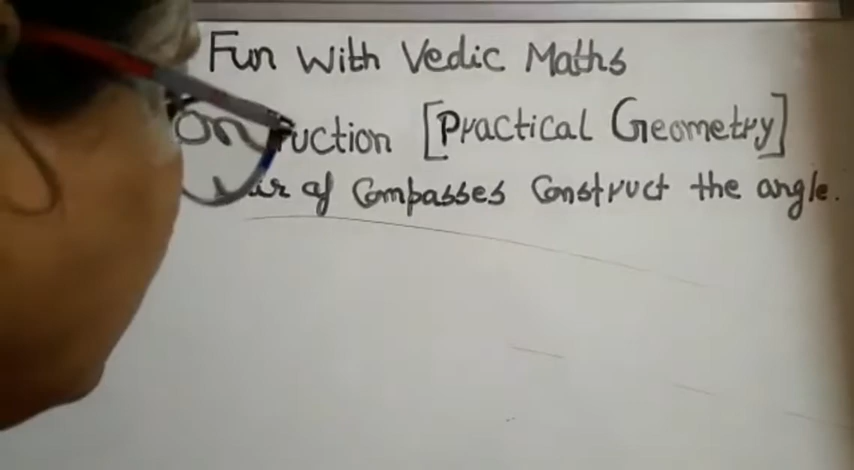 Fun With Vedic Maths
uction [Practical Geometry]
of Compasses Construct the angle.